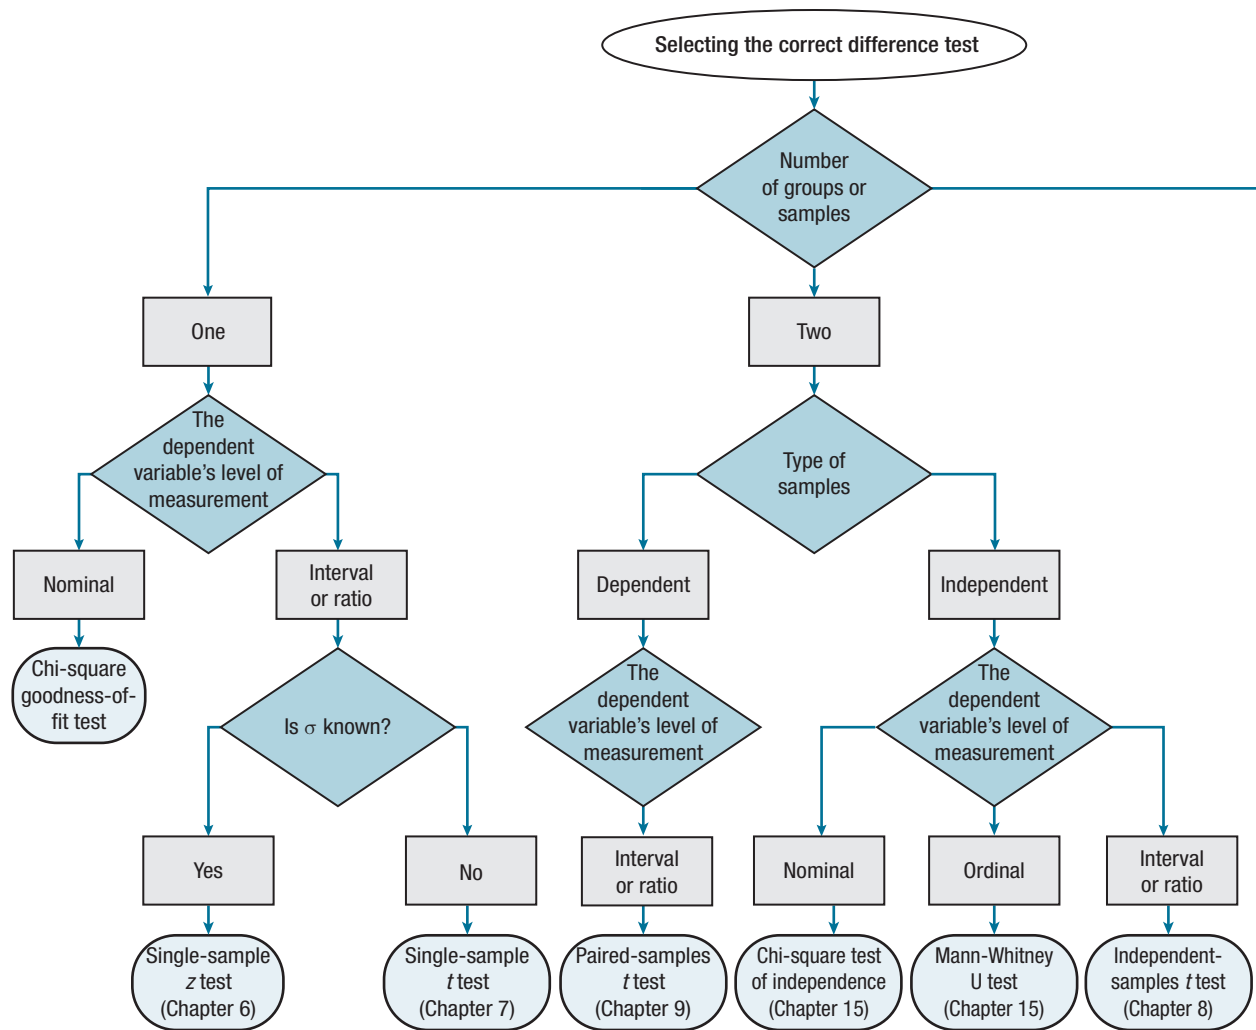 Selecting the correct difference test
Number
of groups or
samples
One
Two
The
dependent
variable's level of
measurement
Type of
samples
Nominal
Interval
or ratio
Dependent
Independent
Chi-square
goodness-of-
fit test
Is σ known?
The
dependent
variable's level of
measurement
The
dependent
variable's level of
measurement
Yes
No
Interval
or ratio
Nominal
Ordinal
Interval
or ratio
Single-sample
z test
(Chapter 6)
Single-sample
t test
(Chapter 7)
Paired-samples
t test
(Chapter 9)
Chi-square test
of independence
(Chapter 15)
Mann-Whitney
U test
(Chapter 15)
Independent-
samples t test
(Chapter 8)